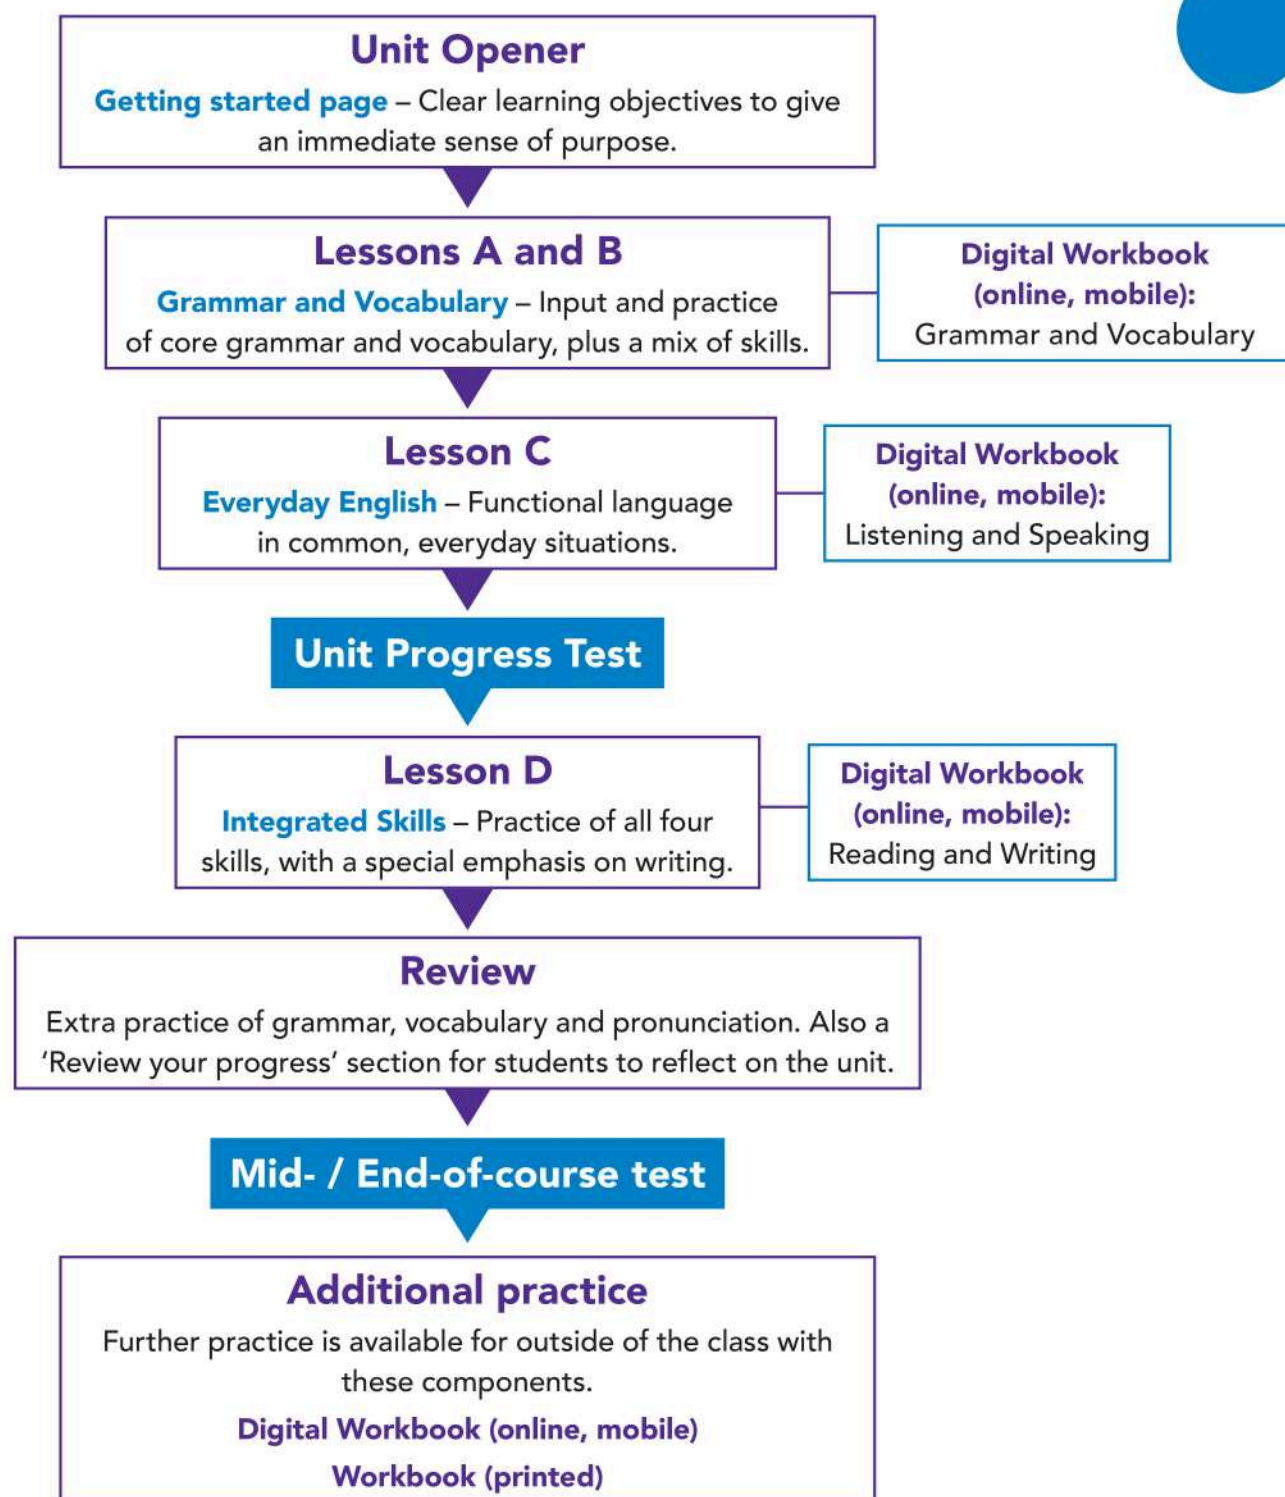 Unit Opener
Getting started page – Clear learning objectives to give
an immediate sense of purpose.
Lessons A and B
Grammar and Vocabulary – Input and practice
of core grammar and vocabulary, plus a mix of skills.
Digital Workbook
(online, mobile):
Grammar and Vocabulary
Lesson C
Everyday English – Functional language
in common, everyday situations.
Digital Workbook
(online, mobile):
Listening and Speaking
Unit Progress Test
Lesson D
Integrated Skills – Practice of all four
skills, with a special emphasis on writing.
Digital Workbook
(online, mobile):
Reading and Writing
Review
Extra practice of grammar, vocabulary and pronunciation. Also a
‘Review your progress’ section for students to reflect on the unit.
Mid- / End-of-course test
Additional practice
Further practice is available for outside of the class with
these components.
Digital Workbook (online, mobile)
Workbook (printed)